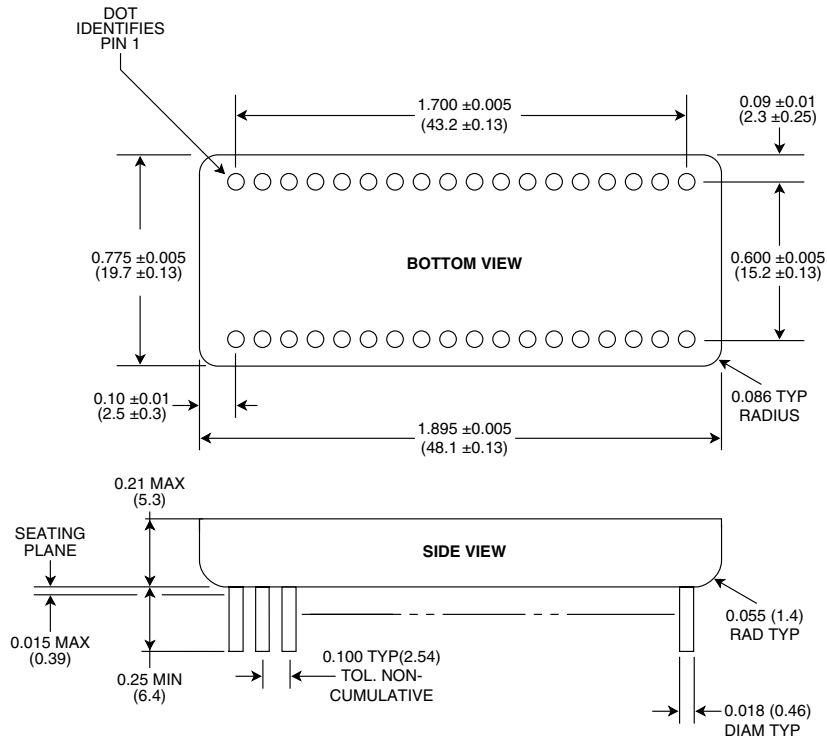 DOT
IDENTIFIES
PIN 1
1.700 ±0.005
(43.2 ±0.13)
0.09 ±0.01
(2.3 ±0.25)
0.775 ±0.005
(19.7 ±0.13)
BOTTOM VIEW
0.600 ±0.005
(15.2 ±0.13)
0.10 ±0.01
(2.5 ±0.3)
0.086 TYP
RADIUS
1.895 ±0.005
(48.1 ±0.13)
0.21 MAX
(5.3)
SEATING
PLANE
SIDE VIEW
0.055 (1.4)
RAD TYP
0.015 MAX
(0.39)
0.25 MIN
(6.4)
0.100 TYP(2.54)
TOL. NON-
CUMULATIVE
0.018 (0.46)
DIAM TYP